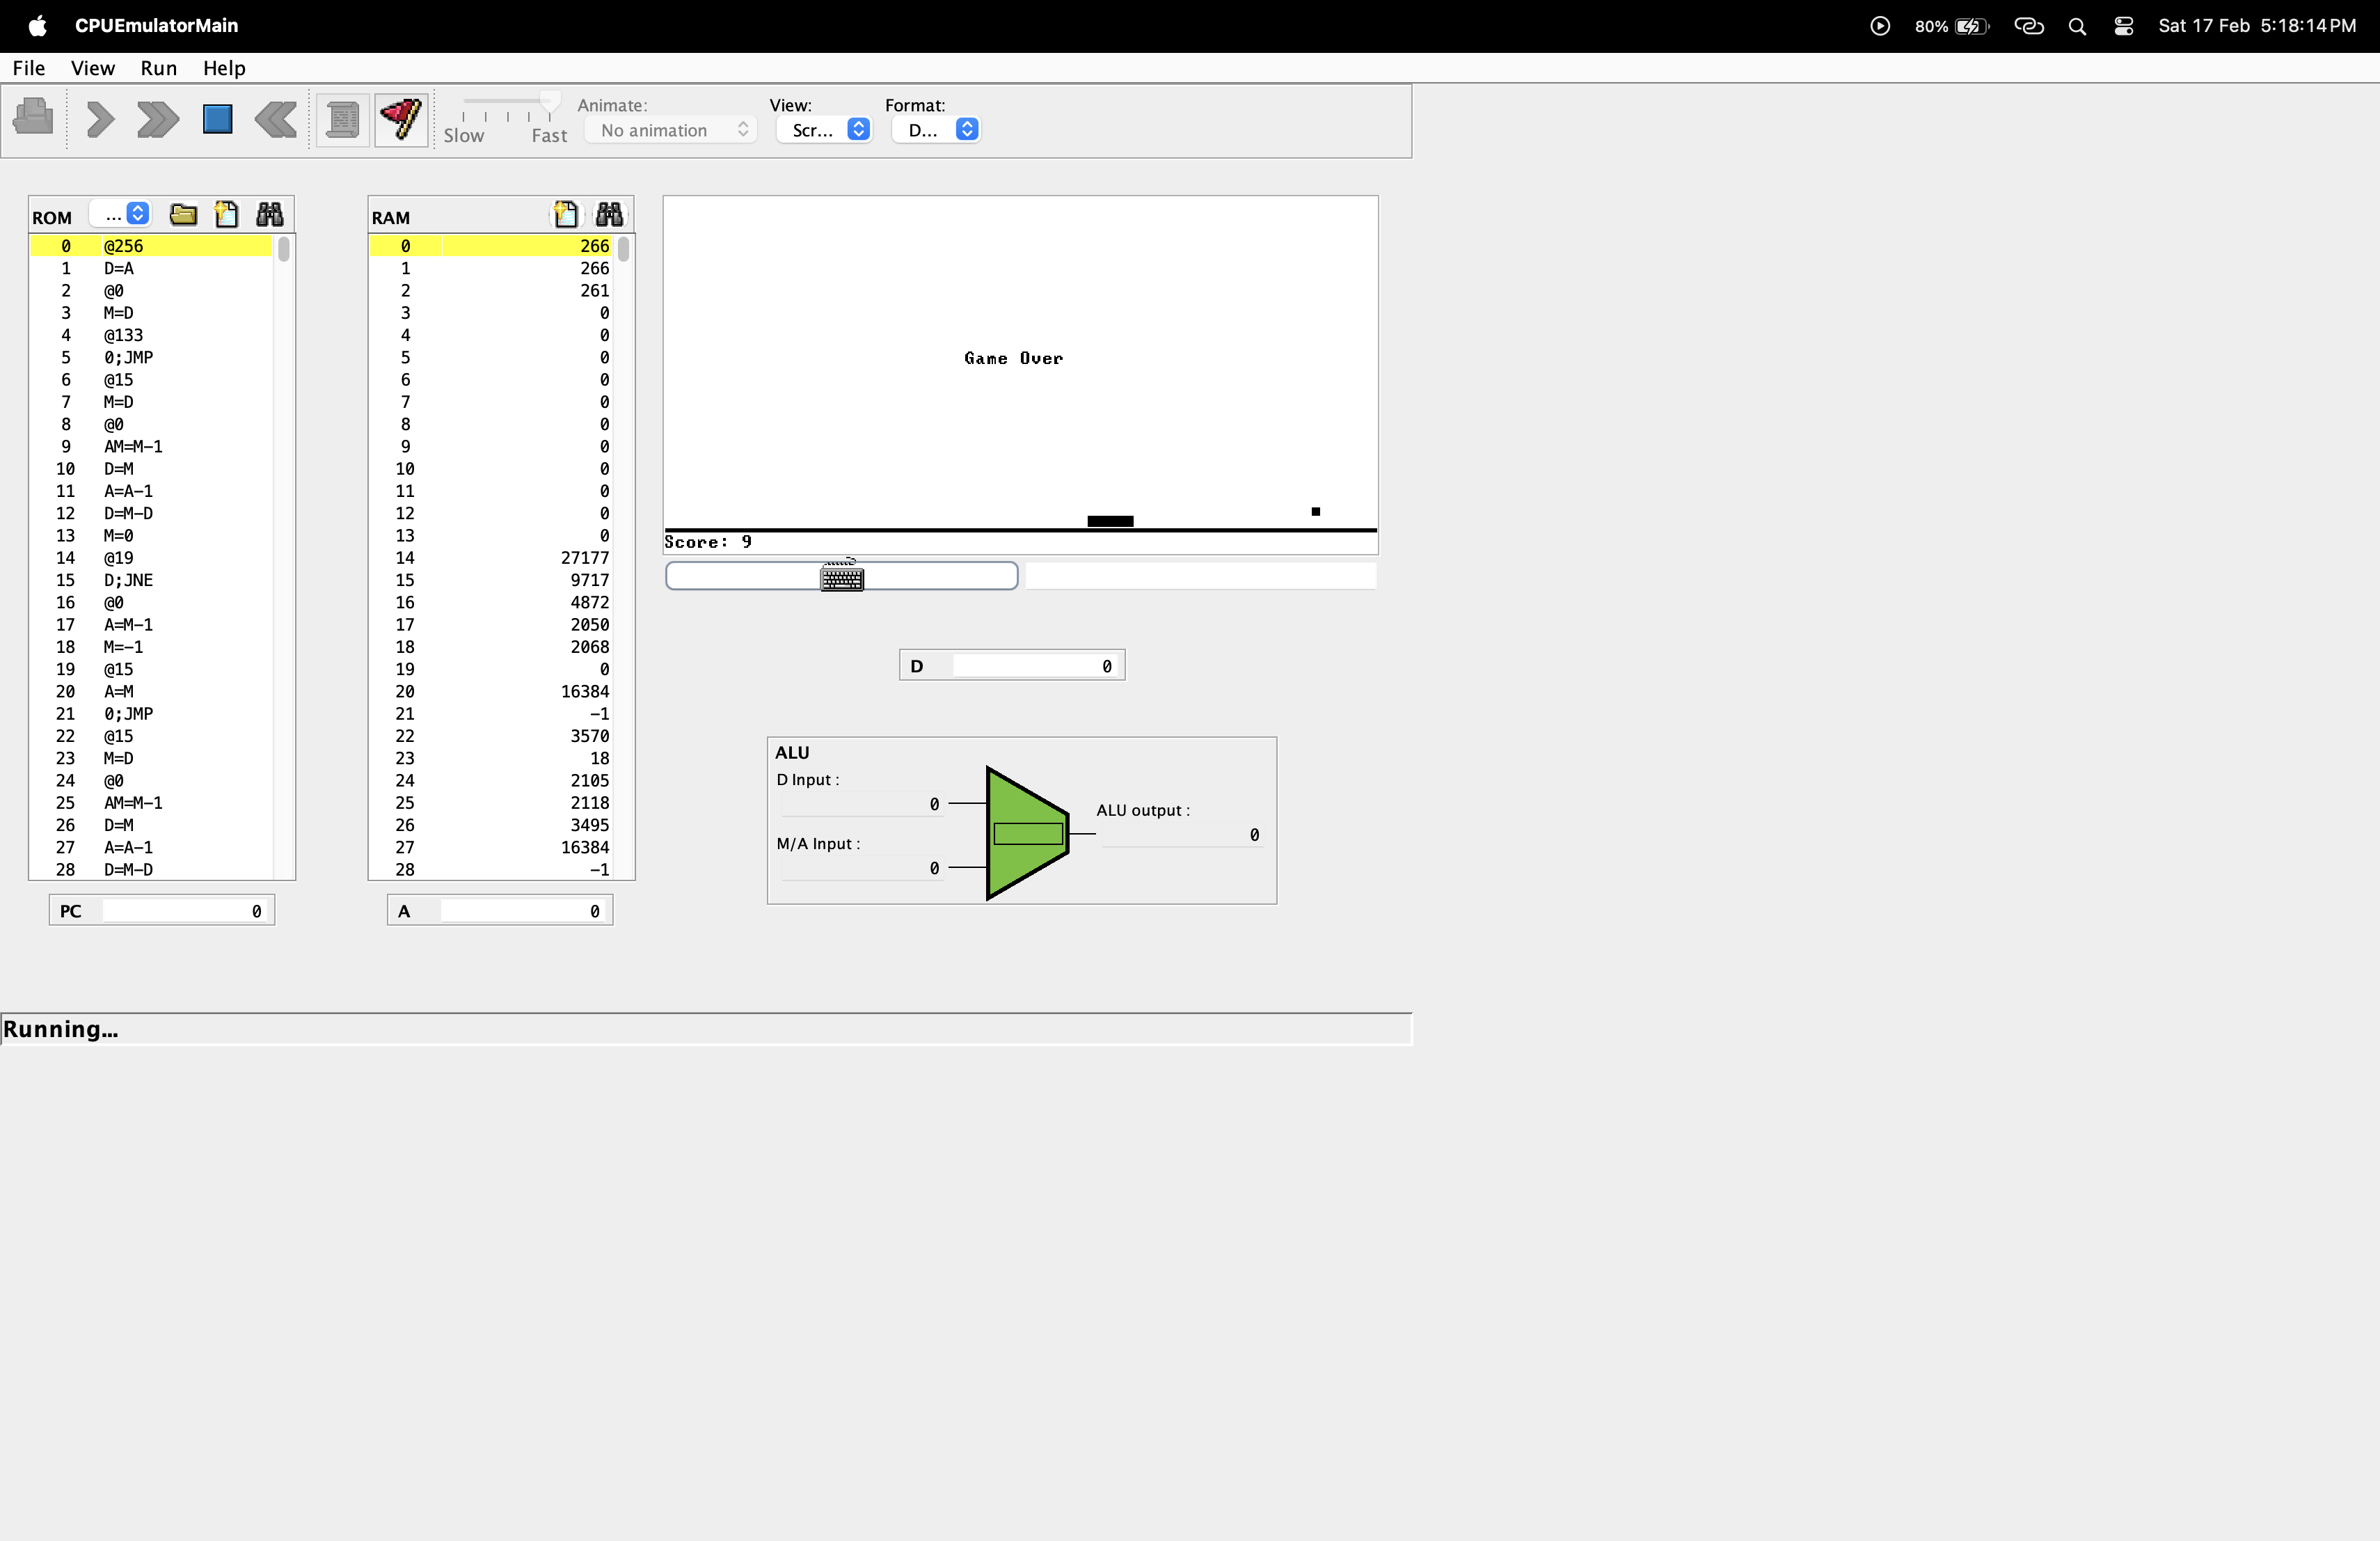 CPUEmulatorMain
80%
Sat 17 Feb 5:18:14 PM
File View Run Help
Slow Fast
Animate:
No animation
View:
Scr...
Format:
D...
ROM ...
0 @256
1 D=A
2 @0
3 M=D
4 @133
5 0;JMP
6 @15
7 M=D
8 @0
9 AM=M-1
10 D=M
11 A=A-1
12 D=M-D
13 M=0
14 @19
15 D;JNE
16 @0
17 A=M-1
18 M=-1
19 @15
20 A=M
21 0;JMP
22 @15
23 M=D
24 @0
25 AM=M-1
26 D=M
27 A=A-1
28 D=M-D
PC 0
RAM
0 266
1 266
2 261
3 0
4 0
5 0
6 0
7 0
8 0
9 0
10 0
11 0
12 0
13 0
14 27177
15 9717
16 4872
17 2050
18 2068
19 0
20 16384
21 -1
22 3570
23 18
24 2105
25 2118
26 3495
27 16384
28 -1
A 0
Game Over
Score: 9
D 0
ALU
D Input :
0
M/A Input :
0
ALU output :
0
Running...